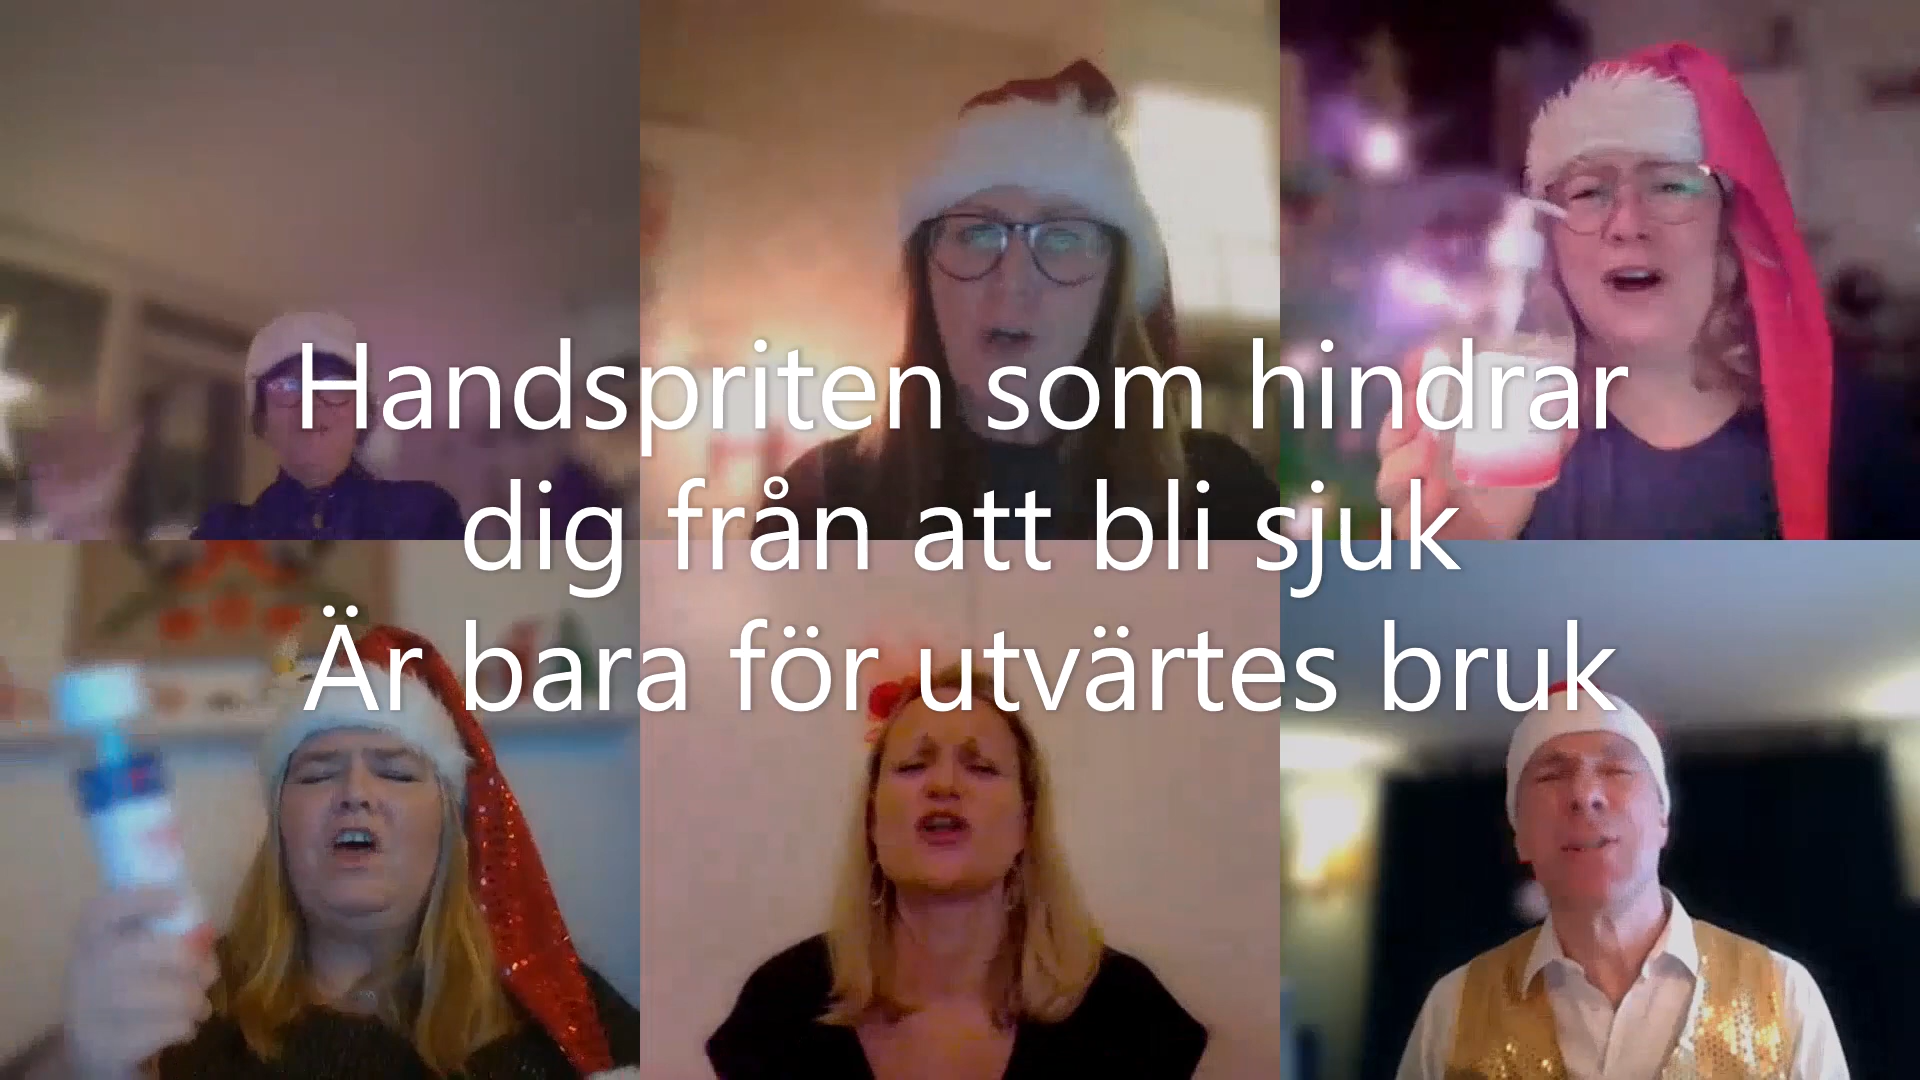 Handspriten som hindrar
dig från att bli sjuk
Är bara för utvärtes bruk